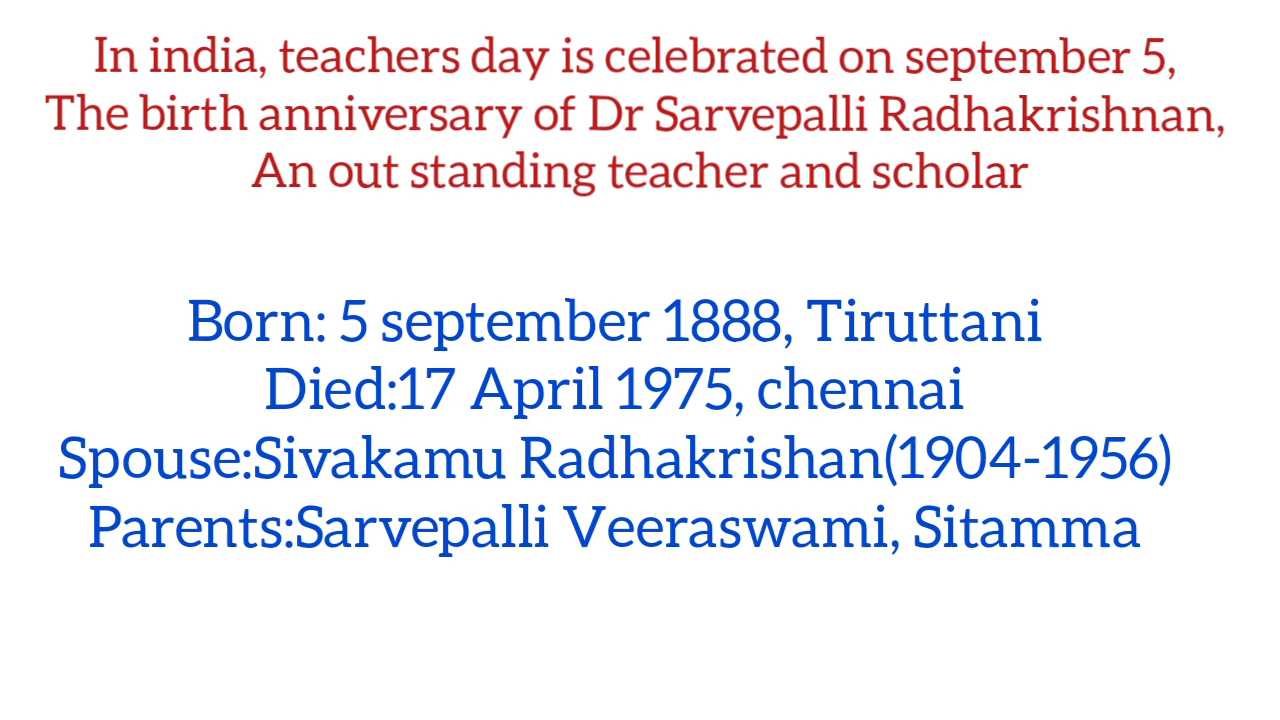 In india, teachers day is celebrated on september 5,
The birth anniversary of Dr Sarvepalli Radhakrishnan,
An out standing teacher and scholar
Born: 5 september 1888, Tiruttani
Died:17 April 1975, chennai
Spouse:Sivakamu Radhakrishan(1904-1956)
Parents:Sarvepalli Veeraswami, Sitamma